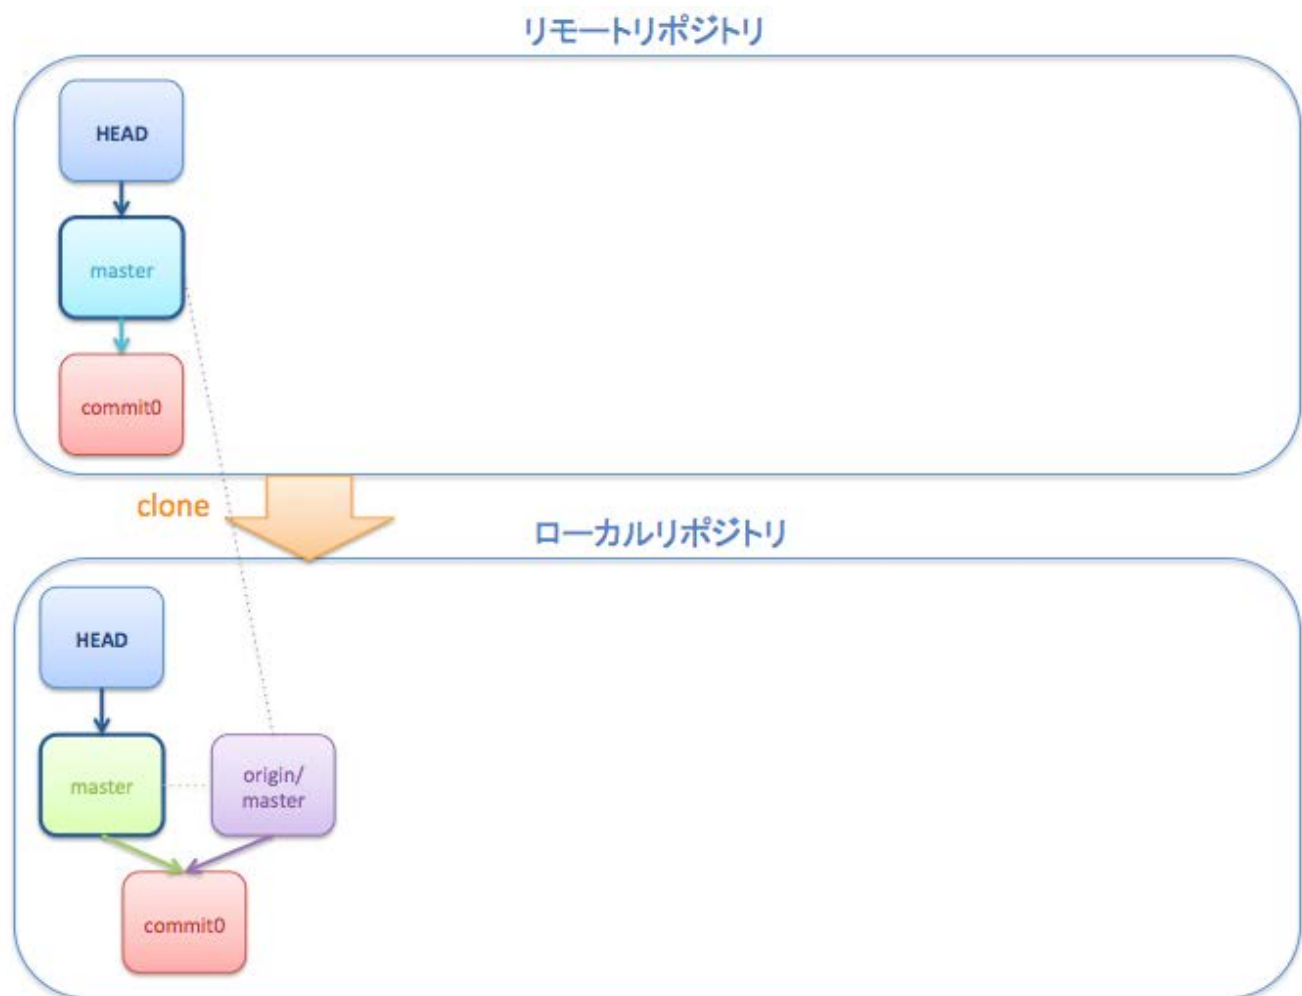 リモートリポジトリ
HEAD
master
commit0
clone
ローカルリポジトリ
HEAD
master
origin/
master
commit0